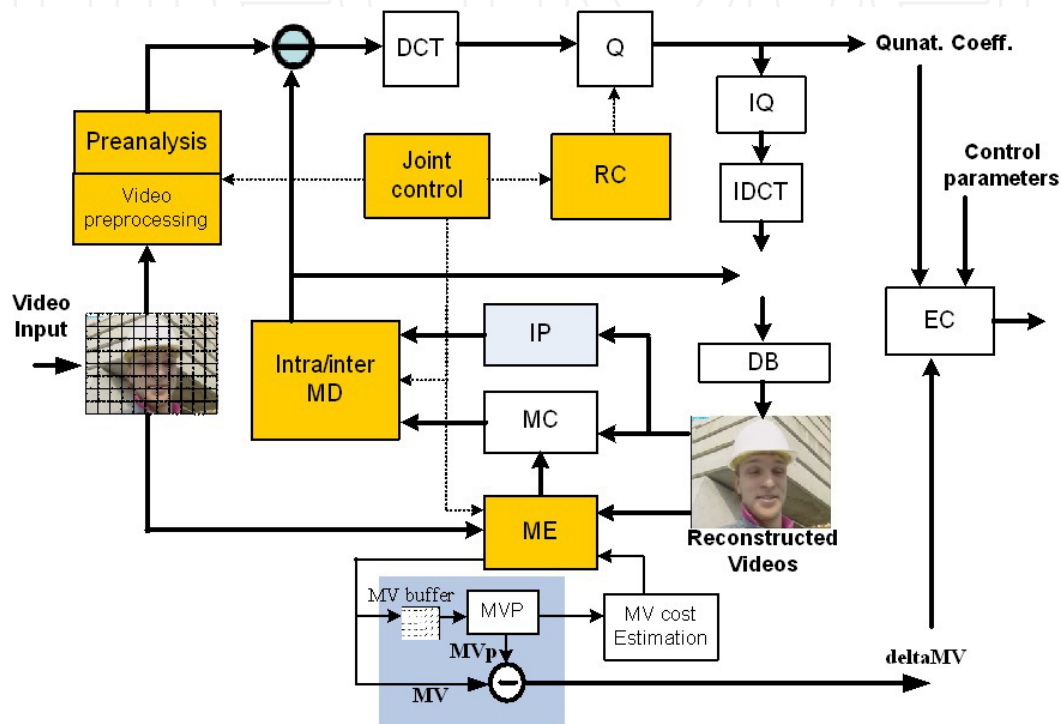 DCT
Q
Qunat. Coeff.
IQ
Preanalysis
Video
preprocessing
Joint
control
RC
IDCT
Control
parameters
Video
Input
Intra/inter
MD
IP
MC
DB
EC
ME
Reconstructed
Videos
MV buffer
MVP
MV cost
Estimation
MVp
MV
deltaMV